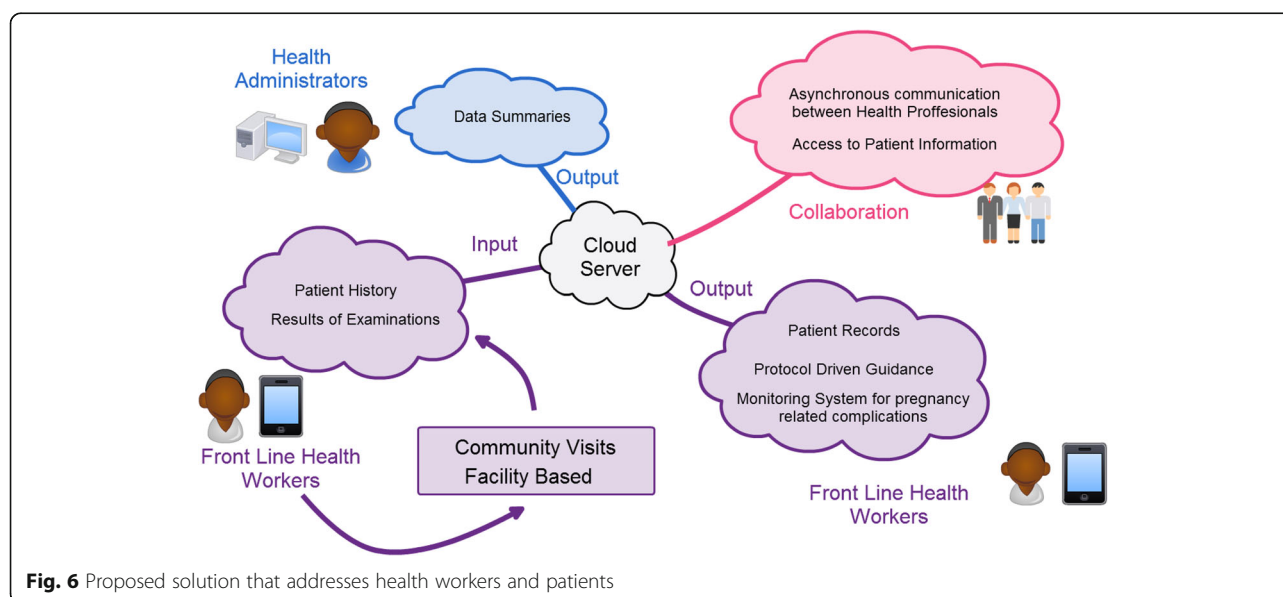 Health
Administrators
Data Summaries
Output
Asynchronous communication
between Health Proffesionals
Access to Patient Information
Collaboration
Cloud
Server
Input
Patient History
Results of Examinations
Output
Patient Records
Protocol Driven Guidance
Monitoring System for pregnancy
related complications
Front Line Health
Workers
Community Visits
Facility Based
Front Line Health
Workers
Fig. 6 Proposed solution that addresses health workers and patients